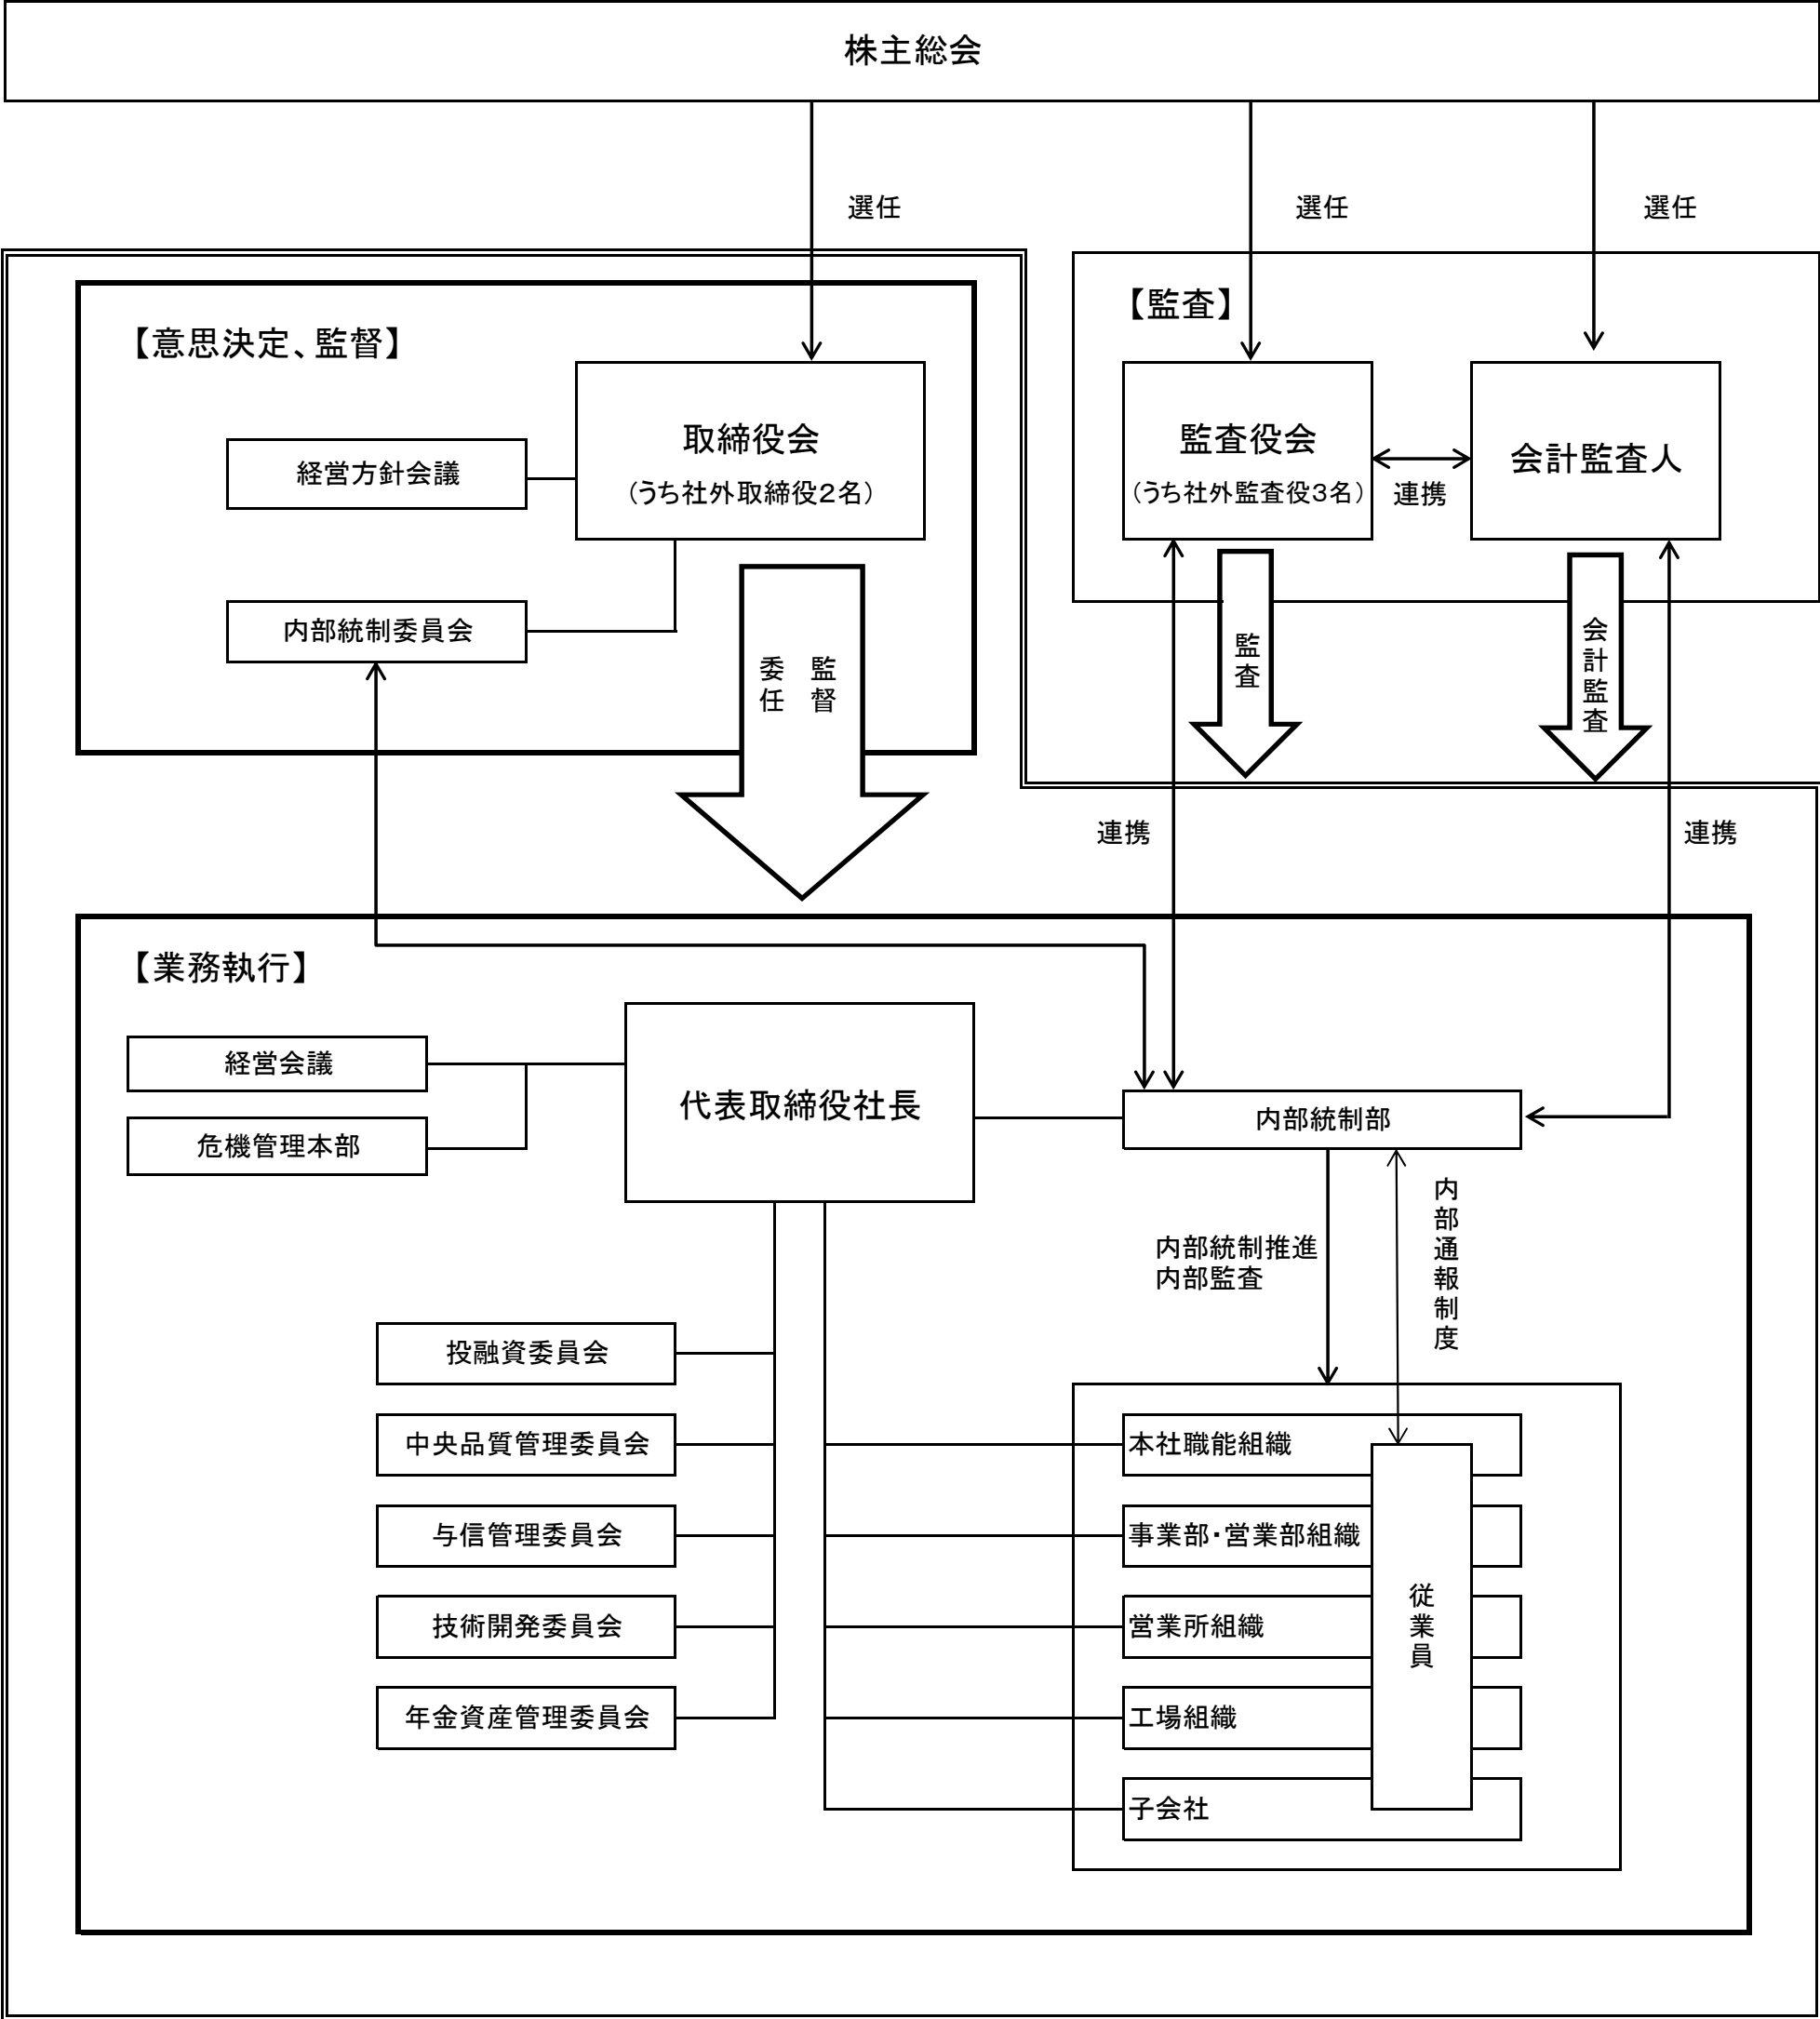 株主総会
選任
選任
選任
【意思決定、監督】
【監査】
取締役会
（うち社外取締役２名）
監査役会
（うち社外監査役３名）
会計監査人
連携
経営方針会議
内部統制委員会
委任
監督
監査
会計監査
連携
連携
【業務執行】
経営会議
危機管理本部
代表取締役社長
内部統制部
内部統制推進
内部監査
内部通報制度
投融資委員会
中央品質管理委員会
与信管理委員会
技術開発委員会
年金資産管理委員会
本社職能組織
事業部・営業部組織
営業所組織
工場組織
子会社
従業員